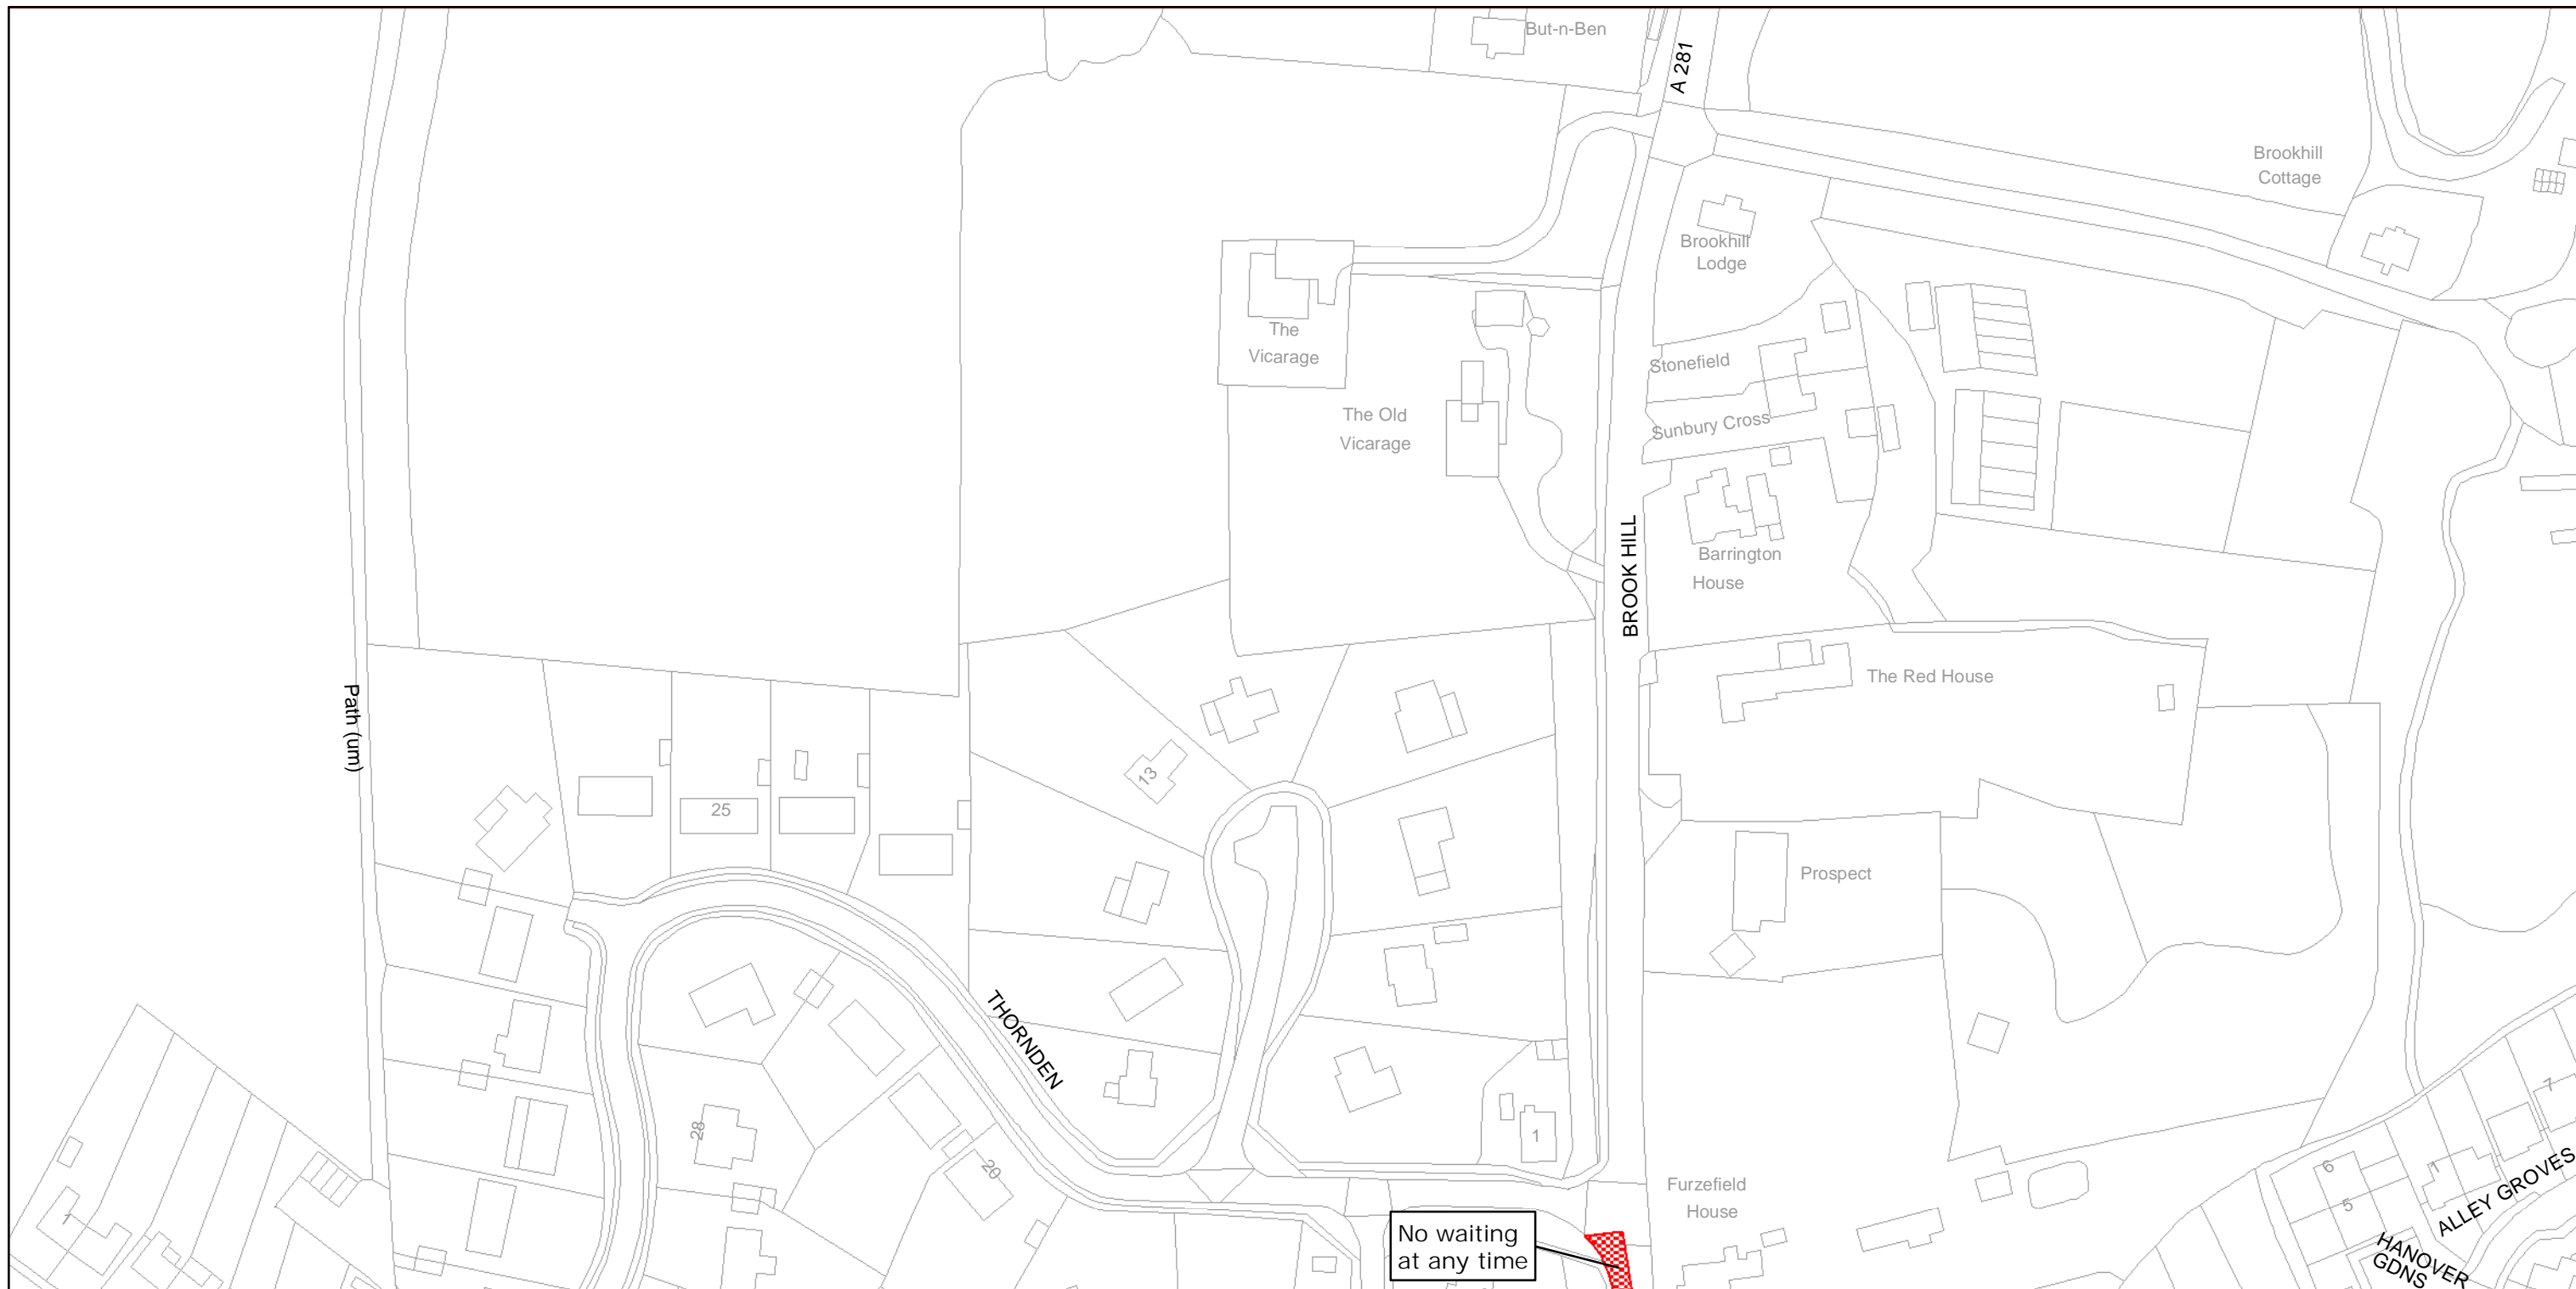 But-n-Ben
A 281
Brookhill
Cottage
Brookhill
Lodge
The
Vicarage
Stonefield
The Old
Vicarage
Sunbury Cross
BROOK HILL
Barrington
House
The Red House
Path (um)
13
25
Prospect
THORNDEN
7
28
1
20
6
1
5
ALLEY GROVES
Furzefield
House
1
No waiting
at any time
HANOVER
GDNS